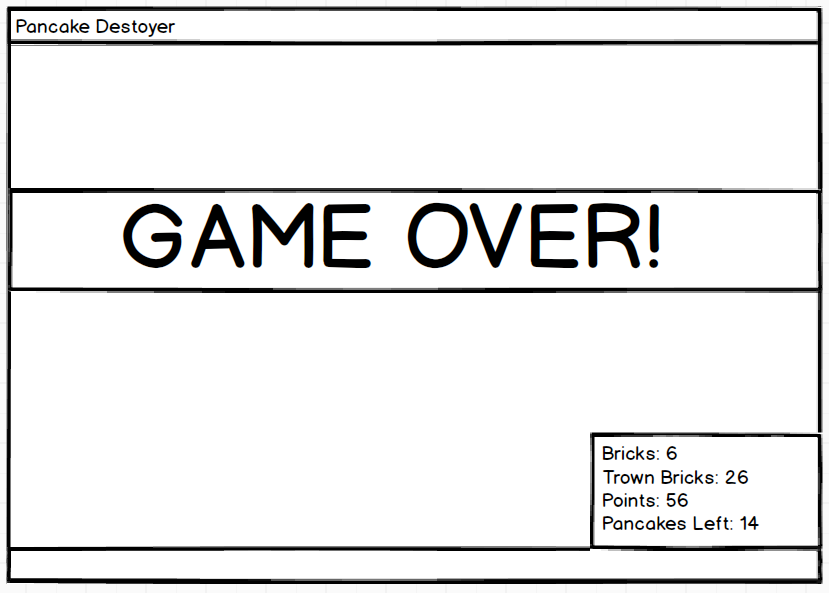 Pancake Destoyer
GAME OVER!
Bricks: 6
Trown Bricks: 26
Points: 56
Pancakes Left: 14